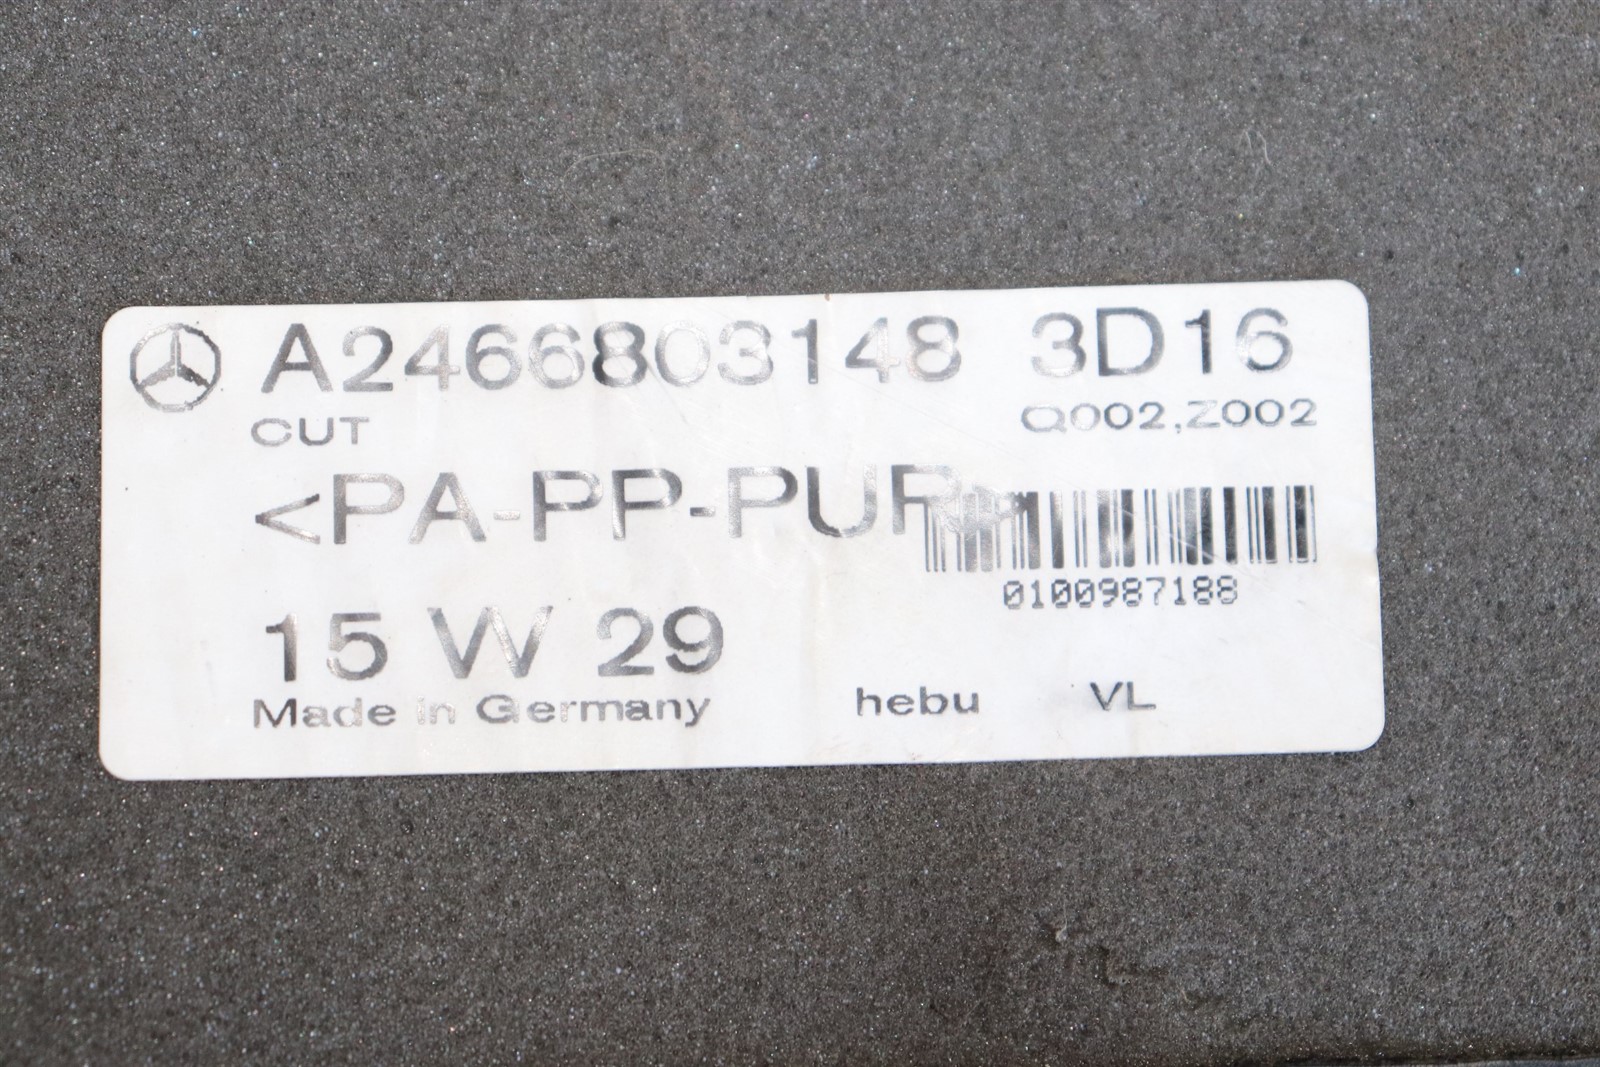 A2466803148 3D16
CUT Q002,Z002
<PA-PP-PUR>
0100987188
15 W 29
Made in Germany hebu VL